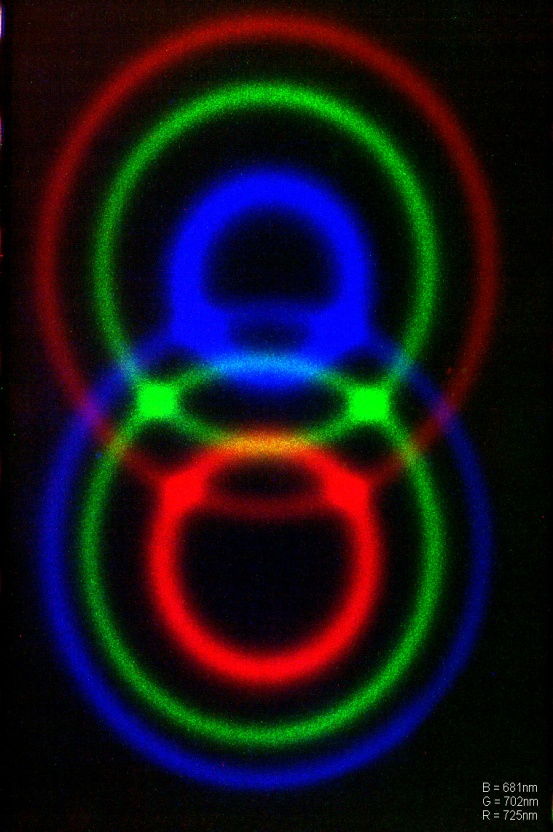 B = 681nm
G = 702nm
R = 725nm